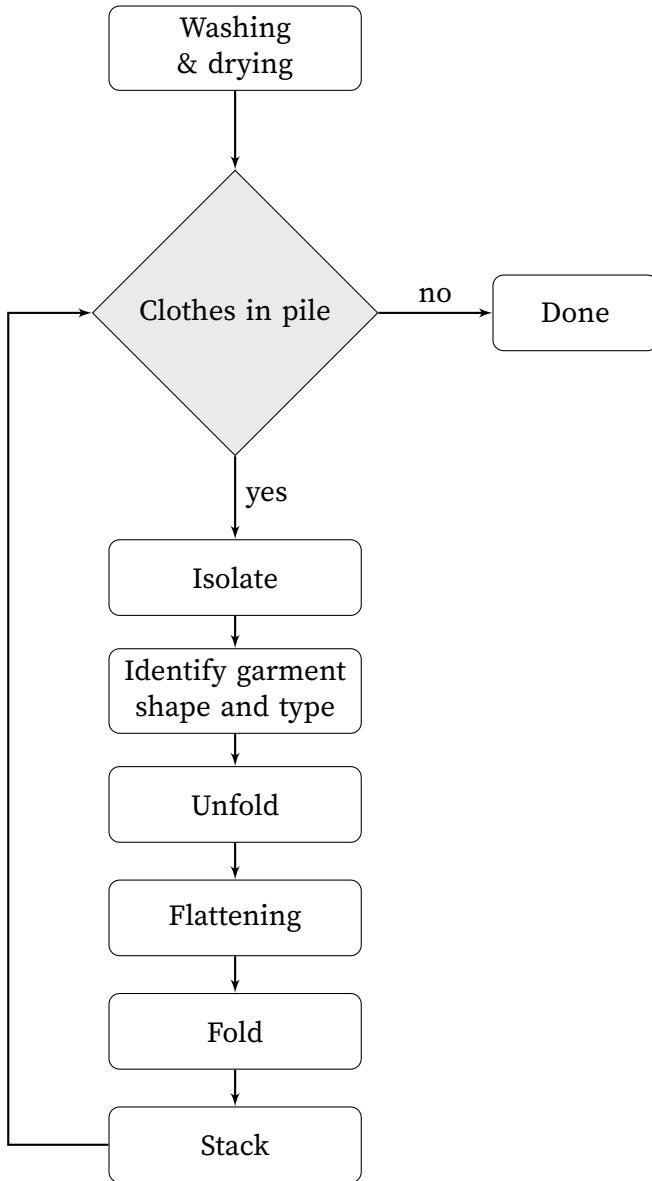 Washing
& drying
Clothes in pile
no
Done
yes
Isolate
Identify garment
shape and type
Unfold
Flattening
Fold
Stack